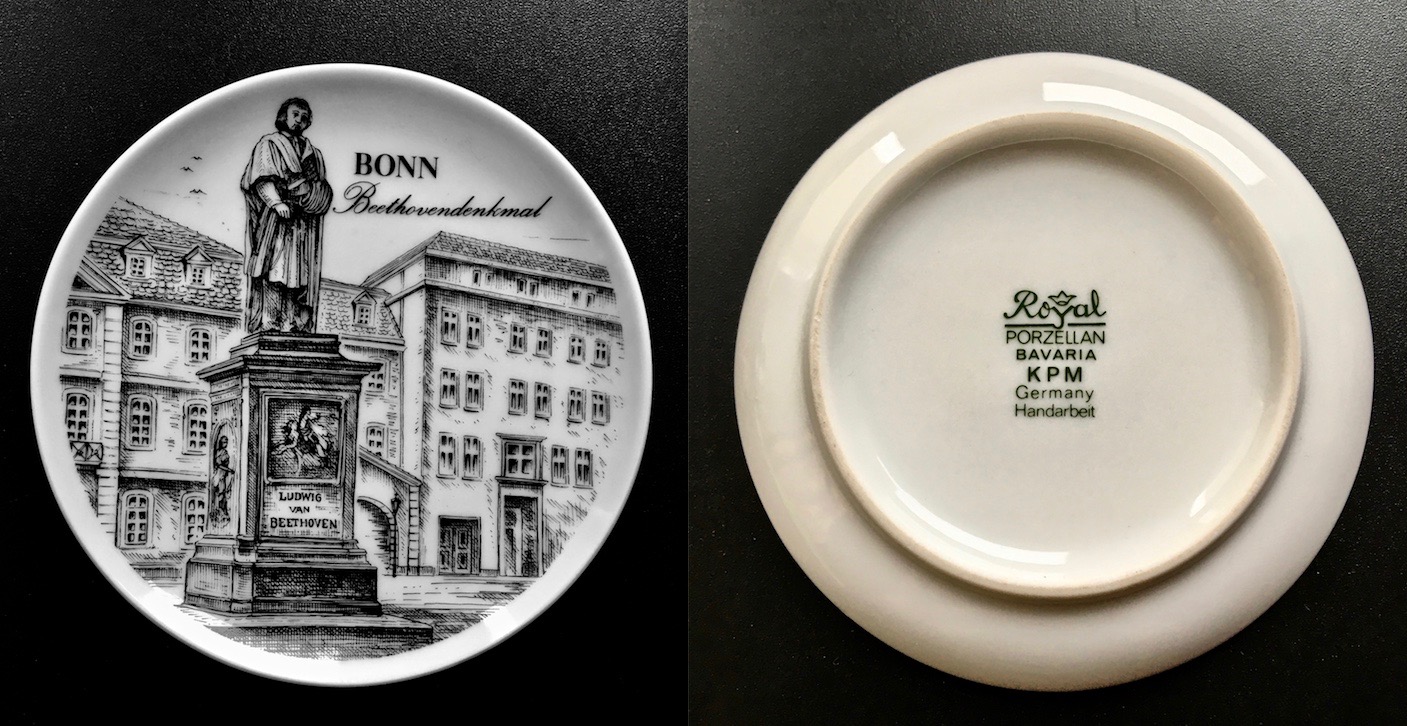 BONN
Beethovendenkmal
LUDWIG
VAN
BEETHOVEN
Royal
PORZELLAN
BAVARIA
KPM
Germany
Handarbeit